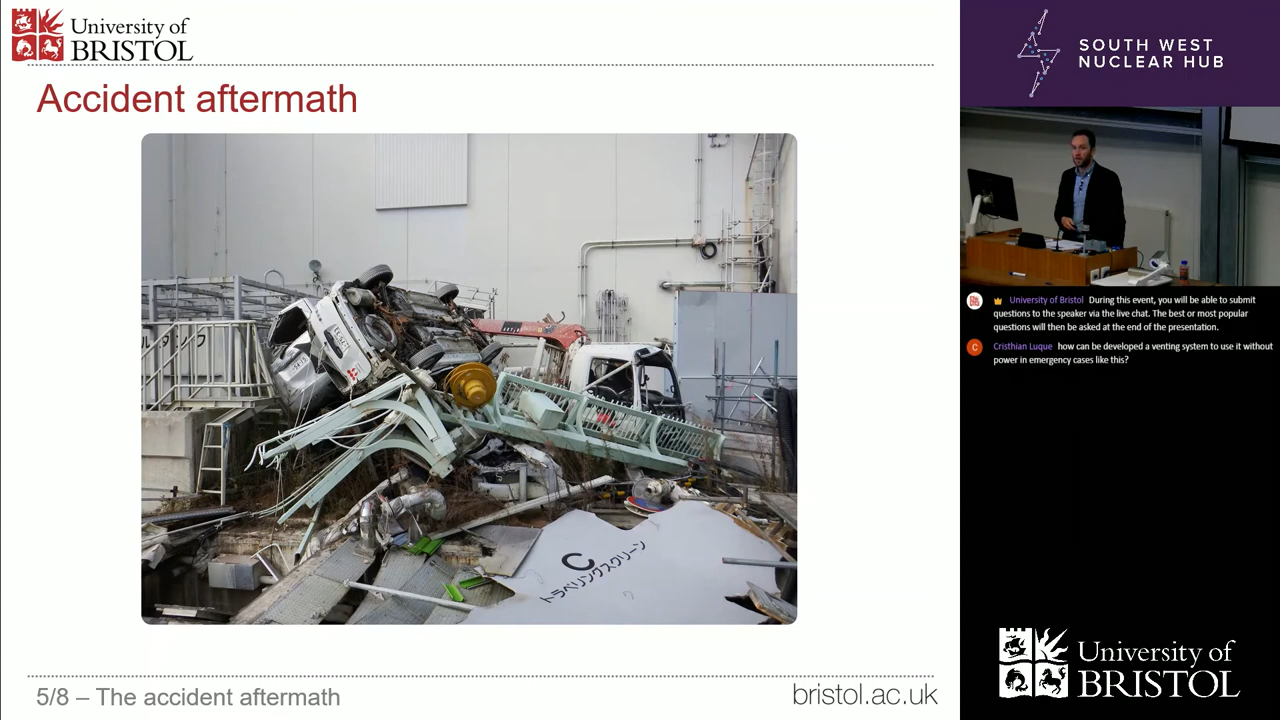 University of
BRISTOL
Accident aftermath
C
トラベリングスクリーン
5/8 – The accident aftermath
bristol.ac.uk
SOUTH WEST
NUCLEAR HUB
University of Bristol During this event, you will be able to submit
questions to the speaker via the live chat. The best or most popular
questions will then be asked at the end of the presentation.
C
Cristhian Luque how can be developed a venting system to use it without
power in emergency cases like this?
University of
BRISTOL